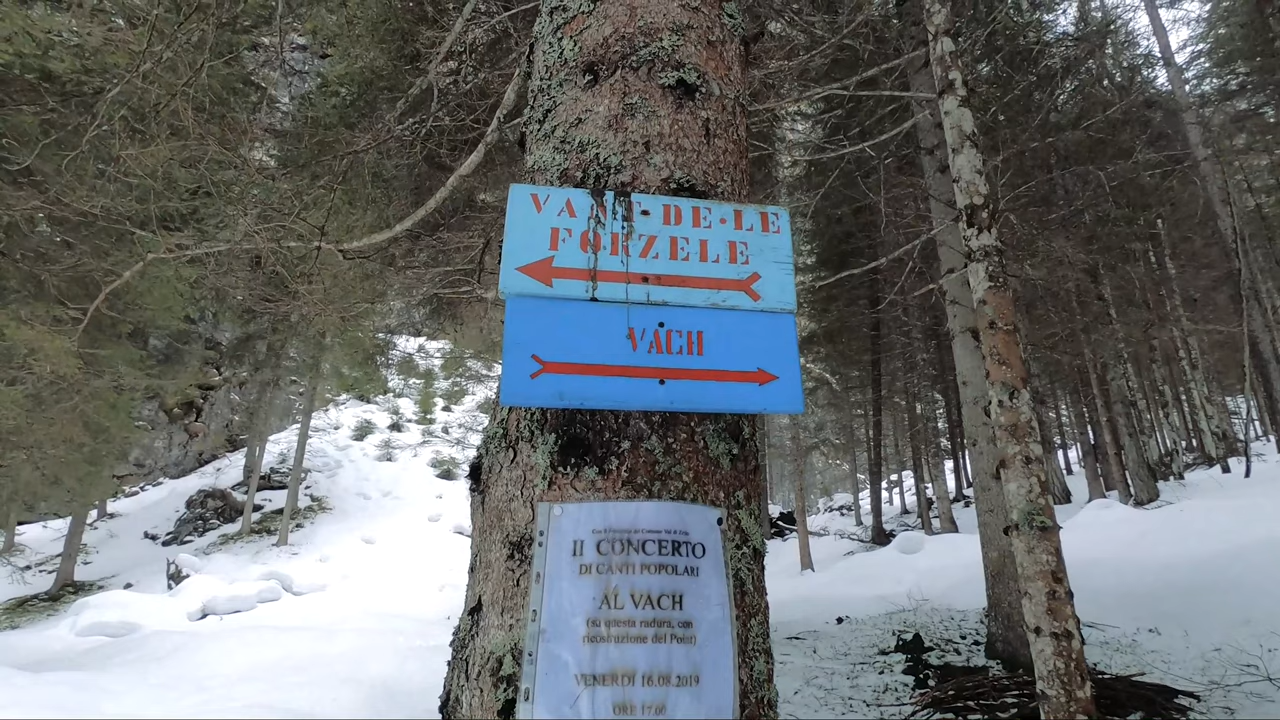 VANT·DE·LE
FORZELE
VACH
II CONCERTO
DI CANTI POPOLARI
AL VACH
(su questa radura, con
ricostruzione del Poiat)
VENERDI 16.08.2019
ORE 17.00